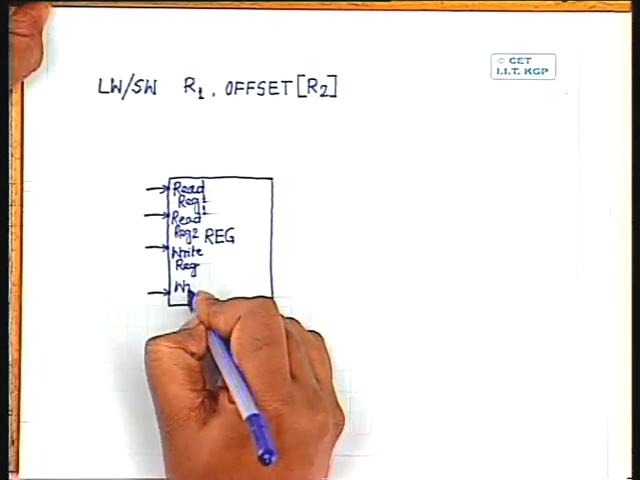 © CET
I.I.T. KGP
LW/SW R1, OFFSET[R2]
Read
Reg1
Read
Reg2 REG
Write
Reg